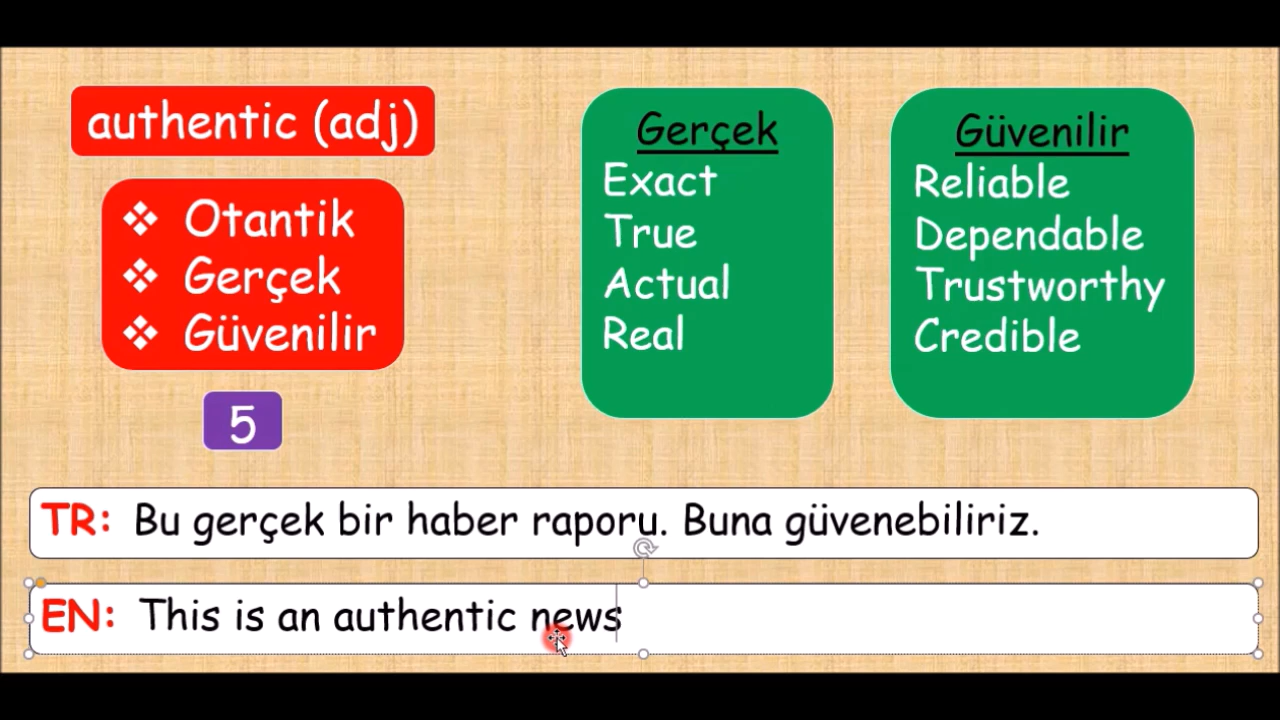 authentic (adj)
❖ Otantik
❖ Gerçek
❖ Güvenilir
5
Gerçek
Exact
True
Actual
Real
Güvenilir
Reliable
Dependable
Trustworthy
Credible
TR: Bu gerçek bir haber raporu. Buna güvenebiliriz.
EN: This is an authentic news